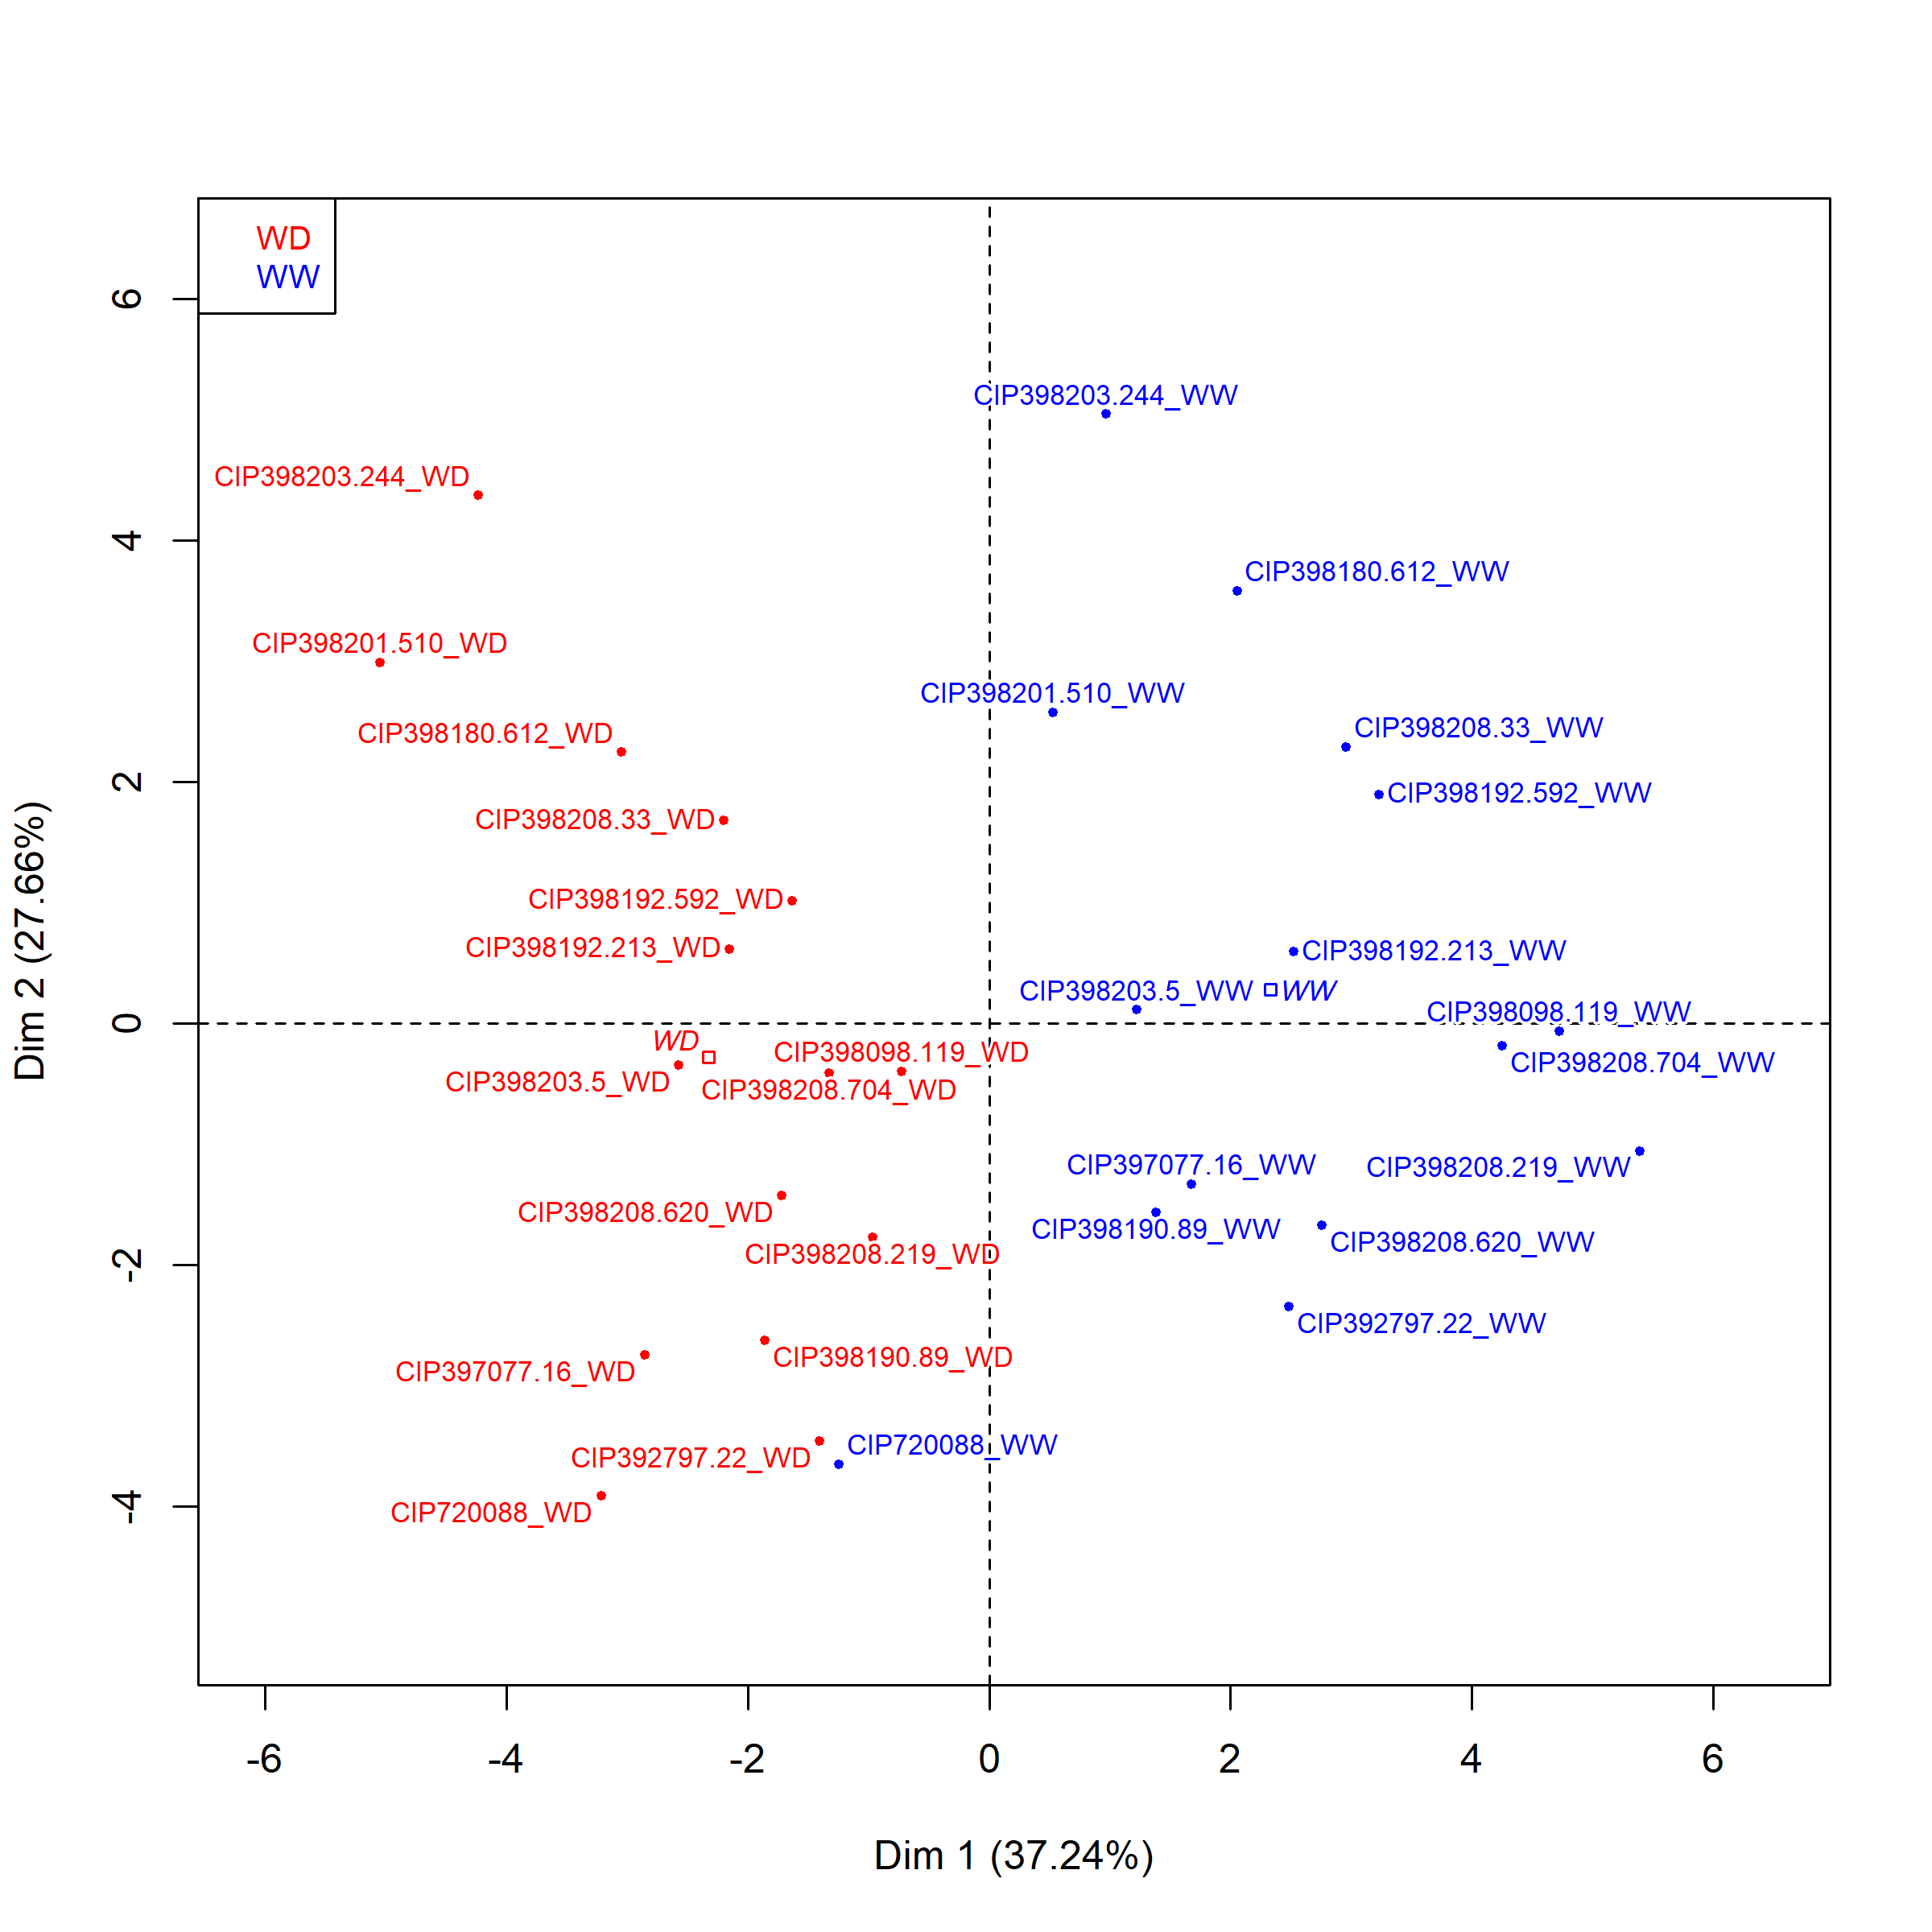 WD
WW
6
CIP398203.244_WW
CIP398203.244_WD
4
CIP398180.612_WW
CIP398201.510_WD
CIP398201.510_WW
CIP398180.612_WD
CIP398208.33_WW
2
CIP398192.592_WW
CIP398208.33_WD
CIP398192.592_WD
CIP398192.213_WD
CIP398192.213_WW
CIP398203.5_WW
WW
CIP398098.119_WW
0
WD
CIP398098.119_WD
CIP398208.704_WW
CIP398203.5_WD
CIP398208.704_WD
Dim 2 (27.66%)
CIP397077.16_WW
CIP398208.219_WW
CIP398208.620_WD
CIP398190.89_WW
CIP398208.620_WW
CIP398208.219_WD
-2
CIP392797.22_WW
CIP398190.89_WD
CIP397077.16_WD
CIP720088_WW
CIP392797.22_WD
-4
CIP720088_WD
-6 -4 -2 0 2 4 6
Dim 1 (37.24%)